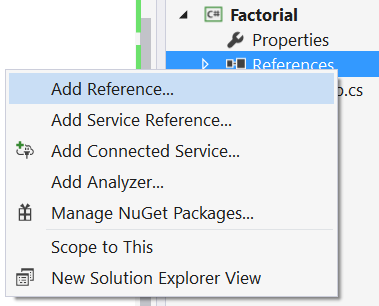 C#
Factorial
Properties
References
.cs
Add Reference...
Add Service Reference...
Add Connected Service...
Add Analyzer...
Manage NuGet Packages...
Scope to This
New Solution Explorer View